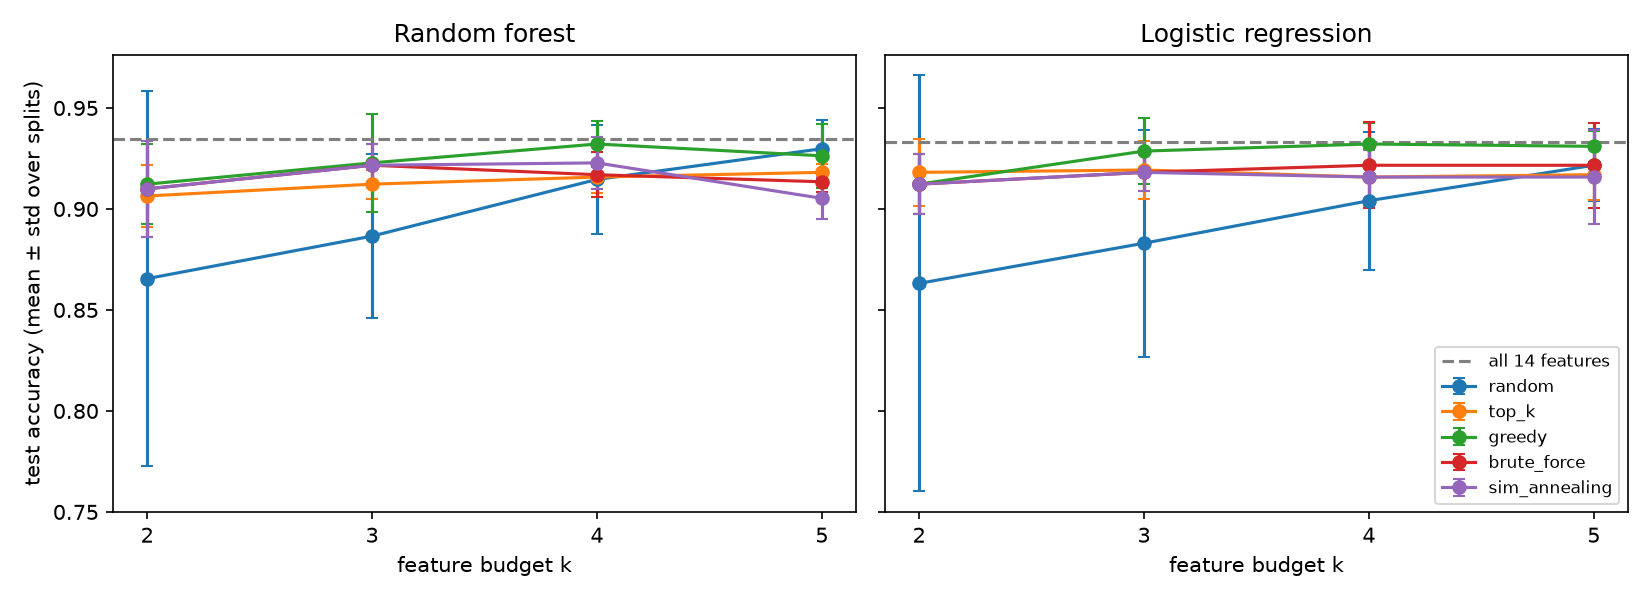 Random forest
Logistic regression
test accuracy (mean ± std over splits)
0.95
0.90
0.85
0.80
0.75
2 3 4 5
feature budget k
2 3 4 5
feature budget k
all 14 features
random
top_k
greedy
brute_force
sim_annealing